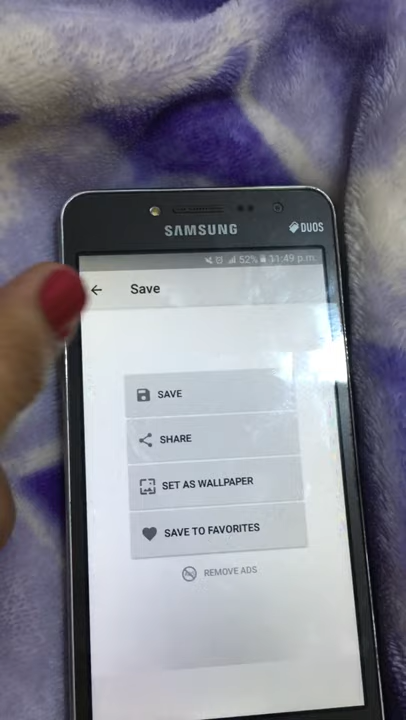 SAMSUNG
DUOS
52% 11:49 p.m.
Save
SAVE
SHARE
SET AS WALLPAPER
SAVE TO FAVORITES
REMOVE ADS